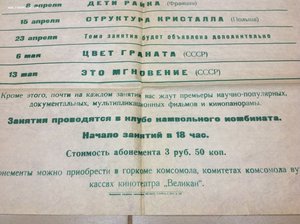 8 апреля ДЕТИ РАЙКА (Франция)
15 апреля СТРУКТУРА КРИСТАЛЛА (Польша)
23 апреля Тема занятия будет объявлена дополнительно
6 мая ЦВЕТ ГРАНАТА (СССР)
13 мая ЭТО МГНОВЕНИЕ (СССР)
Кроме этого, почти на каждом занятии вас ждут премьеры научно-популярных,
документальных, мультипликационных фильмов и кинопанорамы.
Занятия проводятся в клубе камвольного комбината.
Начало занятий в 18 час.
Стоимость абонемента 3 руб. 50 коп.
онементы можно приобрести в горкоме комсомола, комитетах комсомола ву
кассах кинотеатра „Великан".